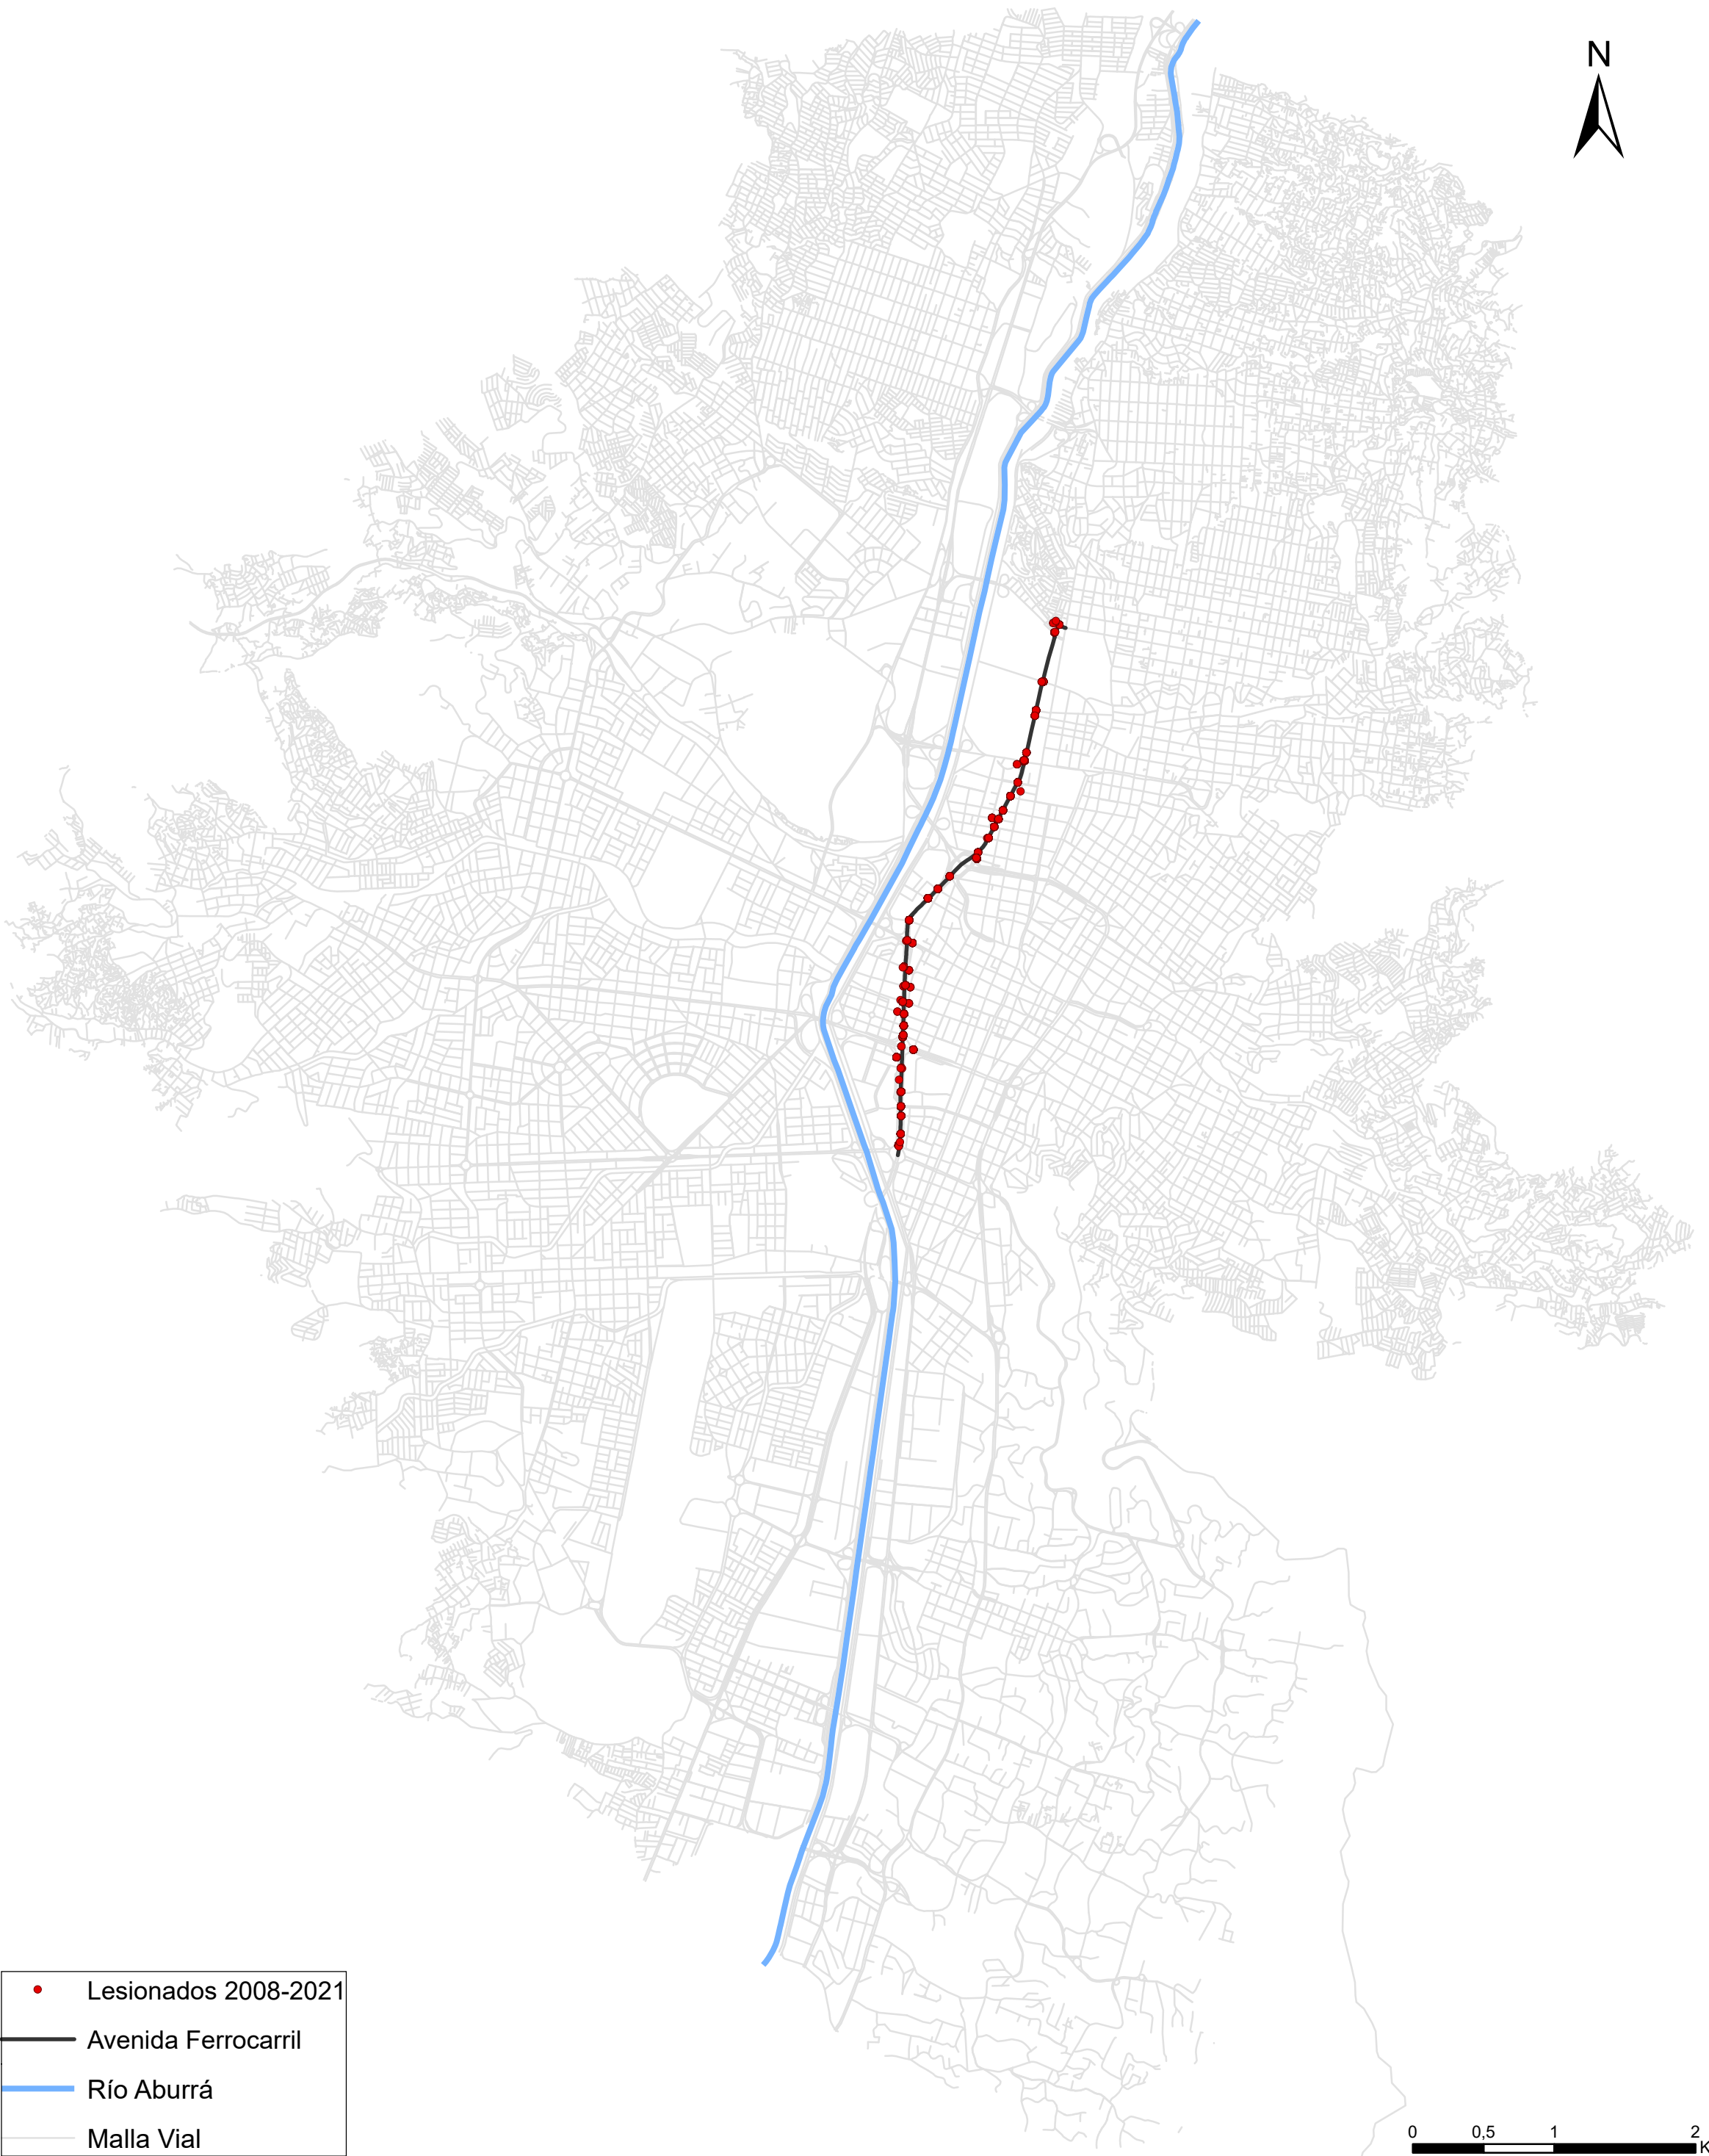 N
Lesionados 2008-2021
Avenida Ferrocarril
Río Aburrá
Malla Vial
0 0,5 1 2
K